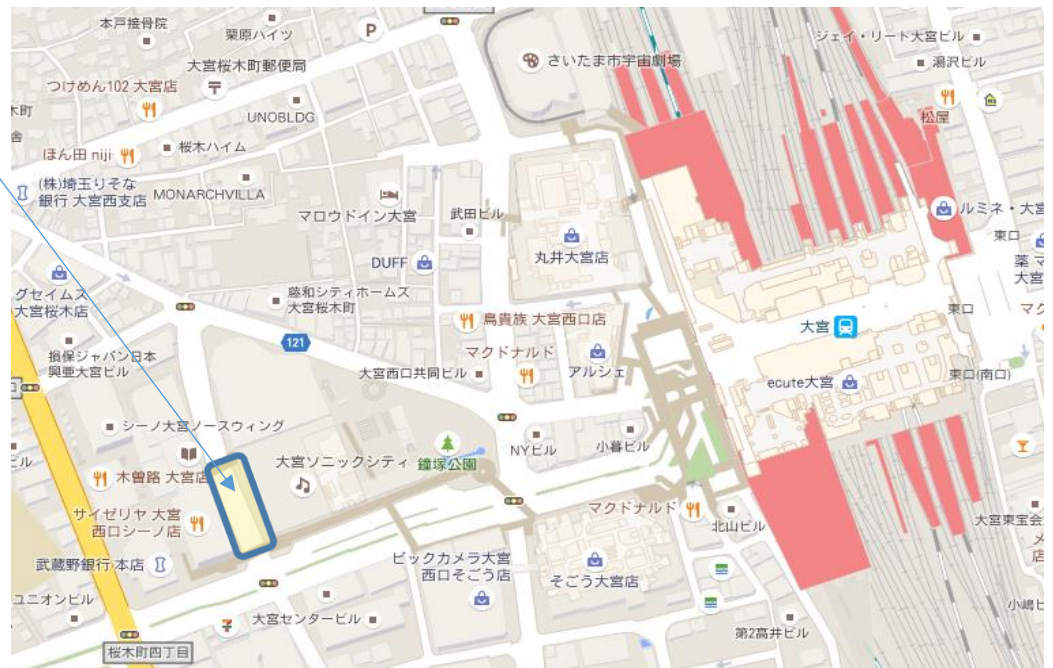 本戸接骨院
栗原ハイツ
P
ジェイ・リート大宮ビル
大宮桜木町郵便局
さいたま市宇宙劇場
湯沢ビル
つけめん102 大宮店
〒
木町
舎
UNOBLDG
松屋
桜木ハイム
ほん田 niji
(株)埼玉りそな
銀行 大宮西支店
MONARCHVILLA
マロウドイン大宮
武田ビル
ルミネ・大宮
東口
丸井大宮店
薬 マ
大宮
DUFF
グセイムズ
大宮桜木店
藤和シティホームズ
大宮桜木町
鳥貴族 大宮西口店
大宮
東口
マク
121
損保ジャパン日本
興亜大宮ビル
マクドナルド
大宮西口共同ビル
アルシェ
ecute大宮
東口(南口)
口
シーノ大宮ノースウィング
NYビル
小暮ビル
ビル
木曽路 大宮店
大宮ソニックシティ
鐘塚公園
サイゼリヤ 大宮
西口シーノ店
マクドナルド
北山ビル
大宮東宝会
メ
店
武蔵野銀行 本店
ビックカメラ大宮
西口そごう店
そごう大宮店
ユニオンビル
大宮センタービル
7
第2高井ビル
小嶋ビ
桜木町四丁目